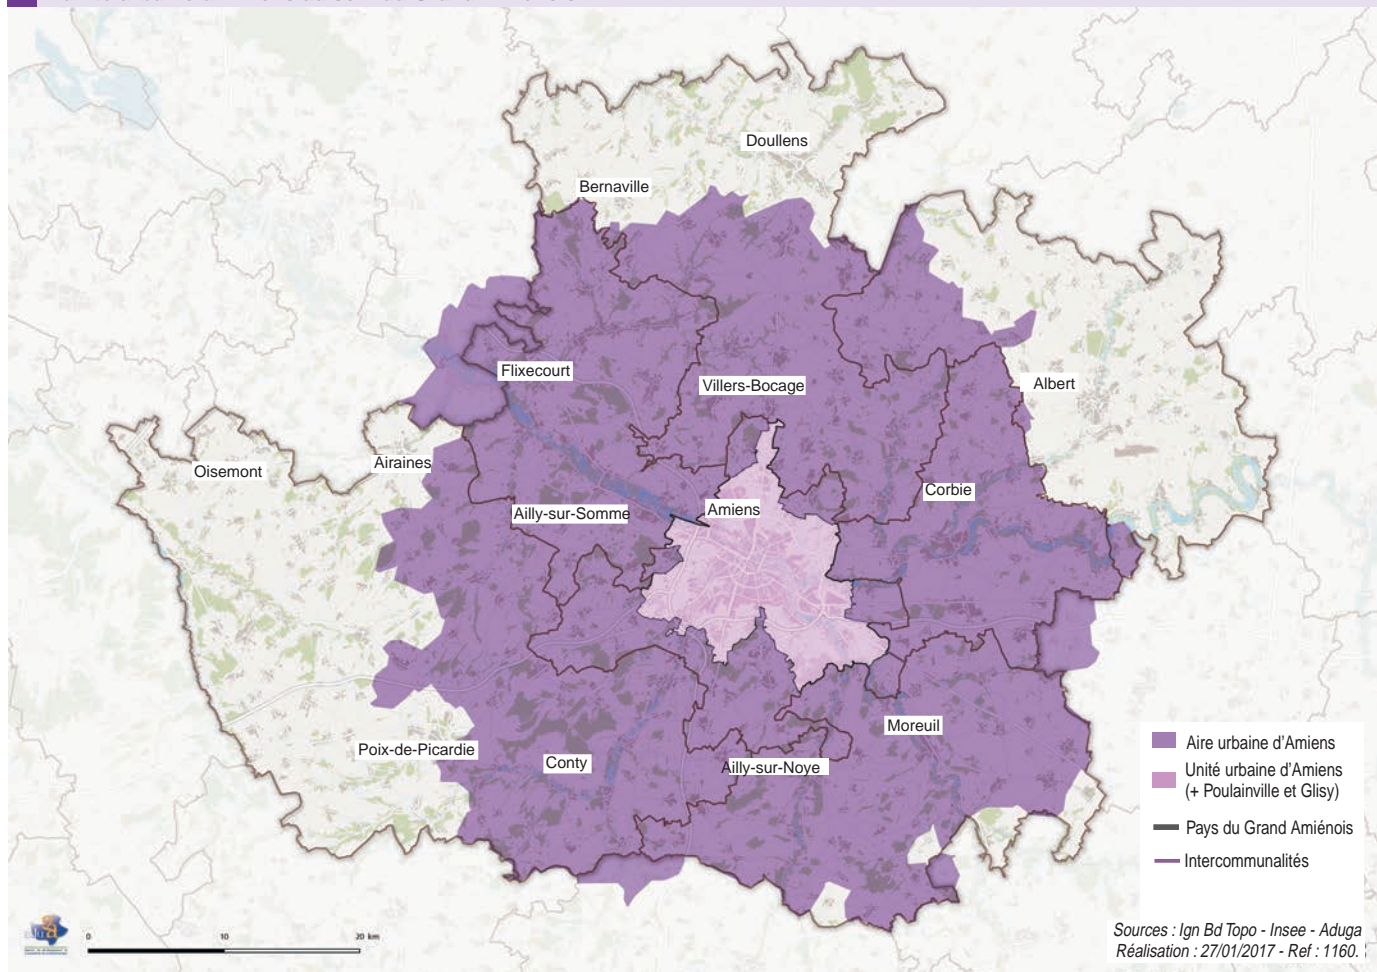 Doullens
Bernaville
Flixecourt
Villers-Bocage
Albert
Oisemont
Airaines
Corbie
Ailly-sur-Somme
Amiens
Moreuil
Poix-de-Picardie
Conty
Ailly-sur-Noye
Aire urbaine d'Amiens
Unité urbaine d'Amiens
(+ Poulainville et Glisy)
Pays du Grand Amiénois
Intercommunalités
0 10 20 km
Sources : Ign Bd Topo - Insee - Aduga
Réalisation : 27/01/2017 - Ref : 1160.